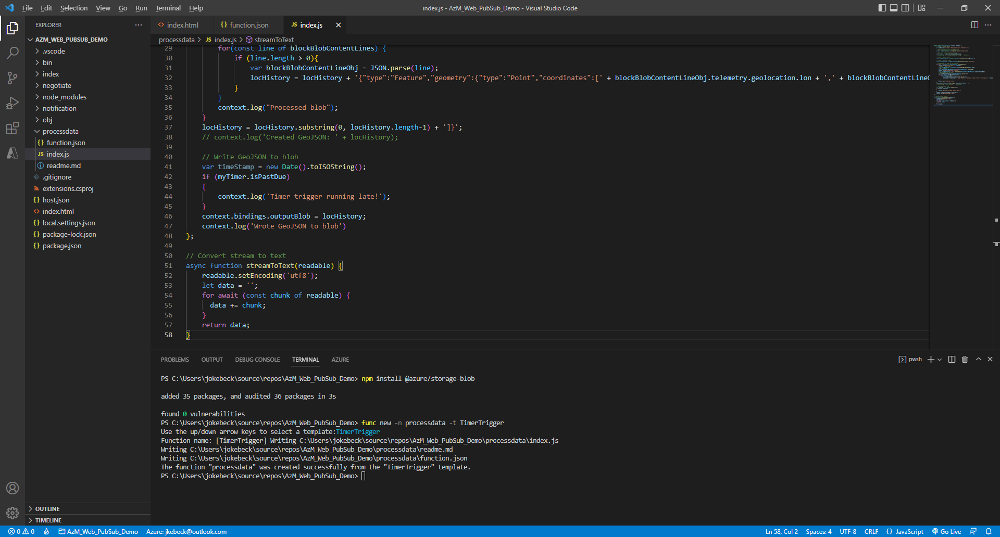 File Edit Selection View Go Run Terminal Help
index.js - AzM_Web_PubSub_Demo - Visual Studio Code
EXPLORER
AZM_WEB_PUBSUB_DEMO
.vscode
bin
index
negotiate
node_modules
notification
obj
processdata
{} function.json
JS index.js
readme.md
.gitignore
extensions.csproj
{} host.json
<> index.html
{} local.settings.json
{} package-lock.json
{} package.json
OUTLINE
TIMELINE
<> index.html
{} function.json
JS index.js
processdata > JS index.js > streamToText
29 for(const line of blockBlobContentLines) {
30 if (line.length > 0){
31 var blockBlobContentLineObj = JSON.parse(line);
32 locHistory = locHistory + '{"type":"Feature","geometry":{"type":"Point","coordinates":[' + blockBlobContentLineObj.telemetry.geolocation.lon + ',' + blockBlobContentLineO
33 }
34 }
35 context.log("Processed blob");
36 }
37 locHistory = locHistory.substring(0, locHistory.length-1) + ']}';
38 // context.log('Created GeoJSON: ' + locHistory);
39
40 // Write GeoJSON to blob
41 var timeStamp = new Date().toISOString();
42 if (myTimer.isPastDue)
43 {
44 context.log('Timer trigger running late!');
45 }
46 context.bindings.outputBlob = locHistory;
47 context.log('Wrote GeoJSON to blob')
48 };
49
50 // Convert stream to text
51 async function streamToText(readable) {
52 readable.setEncoding('utf8');
53 let data = '';
54 for await (const chunk of readable) {
55 data += chunk;
56 }
57 return data;
58 }
PROBLEMS OUTPUT DEBUG CONSOLE TERMINAL AZURE
pwsh
PS C:\Users\jokebeck\source\repos\AzM_Web_PubSub_Demo> npm install @azure/storage-blob
added 35 packages, and audited 36 packages in 3s
found 0 vulnerabilities
PS C:\Users\jokebeck\source\repos\AzM_Web_PubSub_Demo> func new -n processdata -t TimerTrigger
Use the up/down arrow keys to select a template:TimerTrigger
Function name: [TimerTrigger] Writing C:\Users\jokebeck\source\repos\AzM_Web_PubSub_Demo\processdata\index.js
Writing C:\Users\jokebeck\source\repos\AzM_Web_PubSub_Demo\processdata\readme.md
Writing C:\Users\jokebeck\source\repos\AzM_Web_PubSub_Demo\processdata\function.json
The function "processdata" was created successfully from the "TimerTrigger" template.
PS C:\Users\jokebeck\source\repos\AzM_Web_PubSub_Demo>
0 0 AzM_Web_PubSub_Demo Azure: jkebeck@outlook.com
Ln 58, Col 2 Spaces: 4 UTF-8 CRLF {} JavaScript Go Live